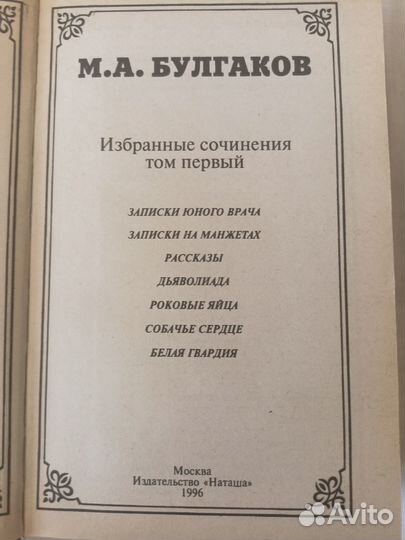 М.А. БУЛГАКОВ
Избранные сочинения
том первый
ЗАПИСКИ ЮНОГО ВРАЧА
ЗАПИСКИ НА МАНЖЕТАХ
РАССКАЗЫ
ДЬЯВОЛИАДА
РОКОВЫЕ ЯЙЦА
СОБАЧЬЕ СЕРДЦЕ
БЕЛАЯ ГВАРДИЯ
Москва
Издательство «Наташа»
1996
Avito